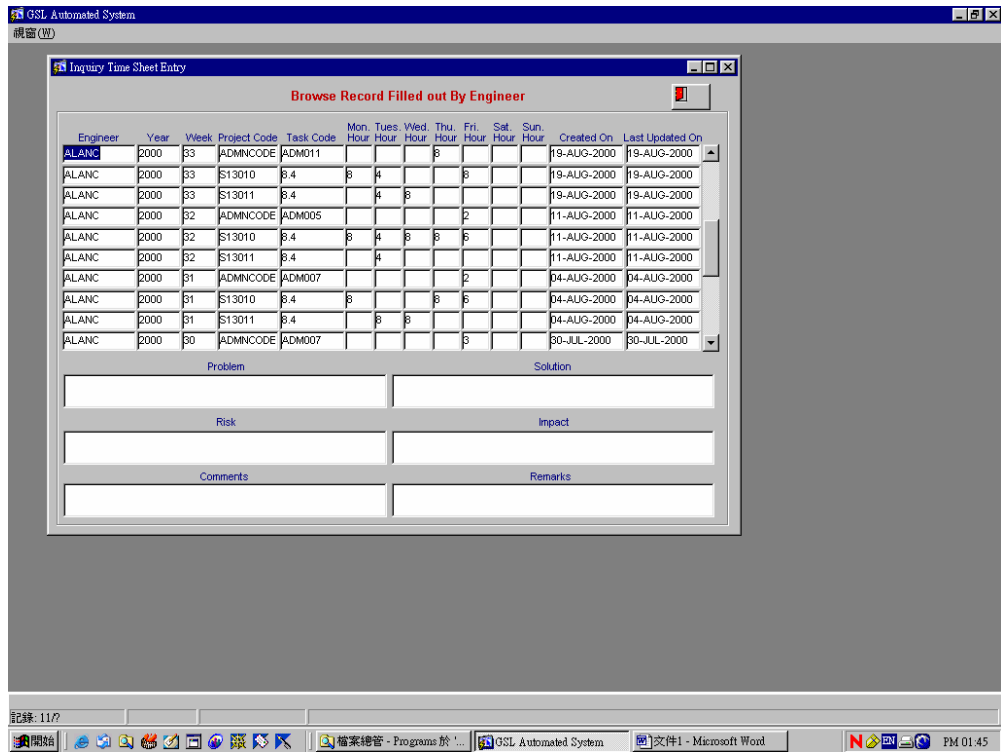 GSL Automated System
視窗(W)
Inquiry Time Sheet Entry
Browse Record Filled out By Engineer
Mon. Tues. Wed. Thu. Fri. Sat. Sun.
Engineer Year Week Project Code Task Code Hour Hour Hour Hour Hour Hour Hour Created On Last Updated On
ALANC 2000 33 ADMNCODE ADM011 8 19-AUG-2000 19-AUG-2000
ALANC 2000 33 S13010 8.4 8 4 8 19-AUG-2000 19-AUG-2000
ALANC 2000 33 S13011 8.4 4 8 19-AUG-2000 19-AUG-2000
ALANC 2000 32 ADMNCODE ADM005 2 11-AUG-2000 11-AUG-2000
ALANC 2000 32 S13010 8.4 8 4 8 8 6 11-AUG-2000 11-AUG-2000
ALANC 2000 32 S13011 8.4 4 11-AUG-2000 11-AUG-2000
ALANC 2000 31 ADMNCODE ADM007 2 04-AUG-2000 04-AUG-2000
ALANC 2000 31 S13010 8.4 8 8 6 04-AUG-2000 04-AUG-2000
ALANC 2000 31 S13011 8.4 8 8 04-AUG-2000 04-AUG-2000
ALANC 2000 30 ADMNCODE ADM007 3 30-JUL-2000 30-JUL-2000
Problem Solution
Risk Impact
Comments Remarks
記錄: 11/?
開始 檔案總管 - Programs 於 '... GSL Automated System 文件1 - Microsoft Word N EN PM 01:45